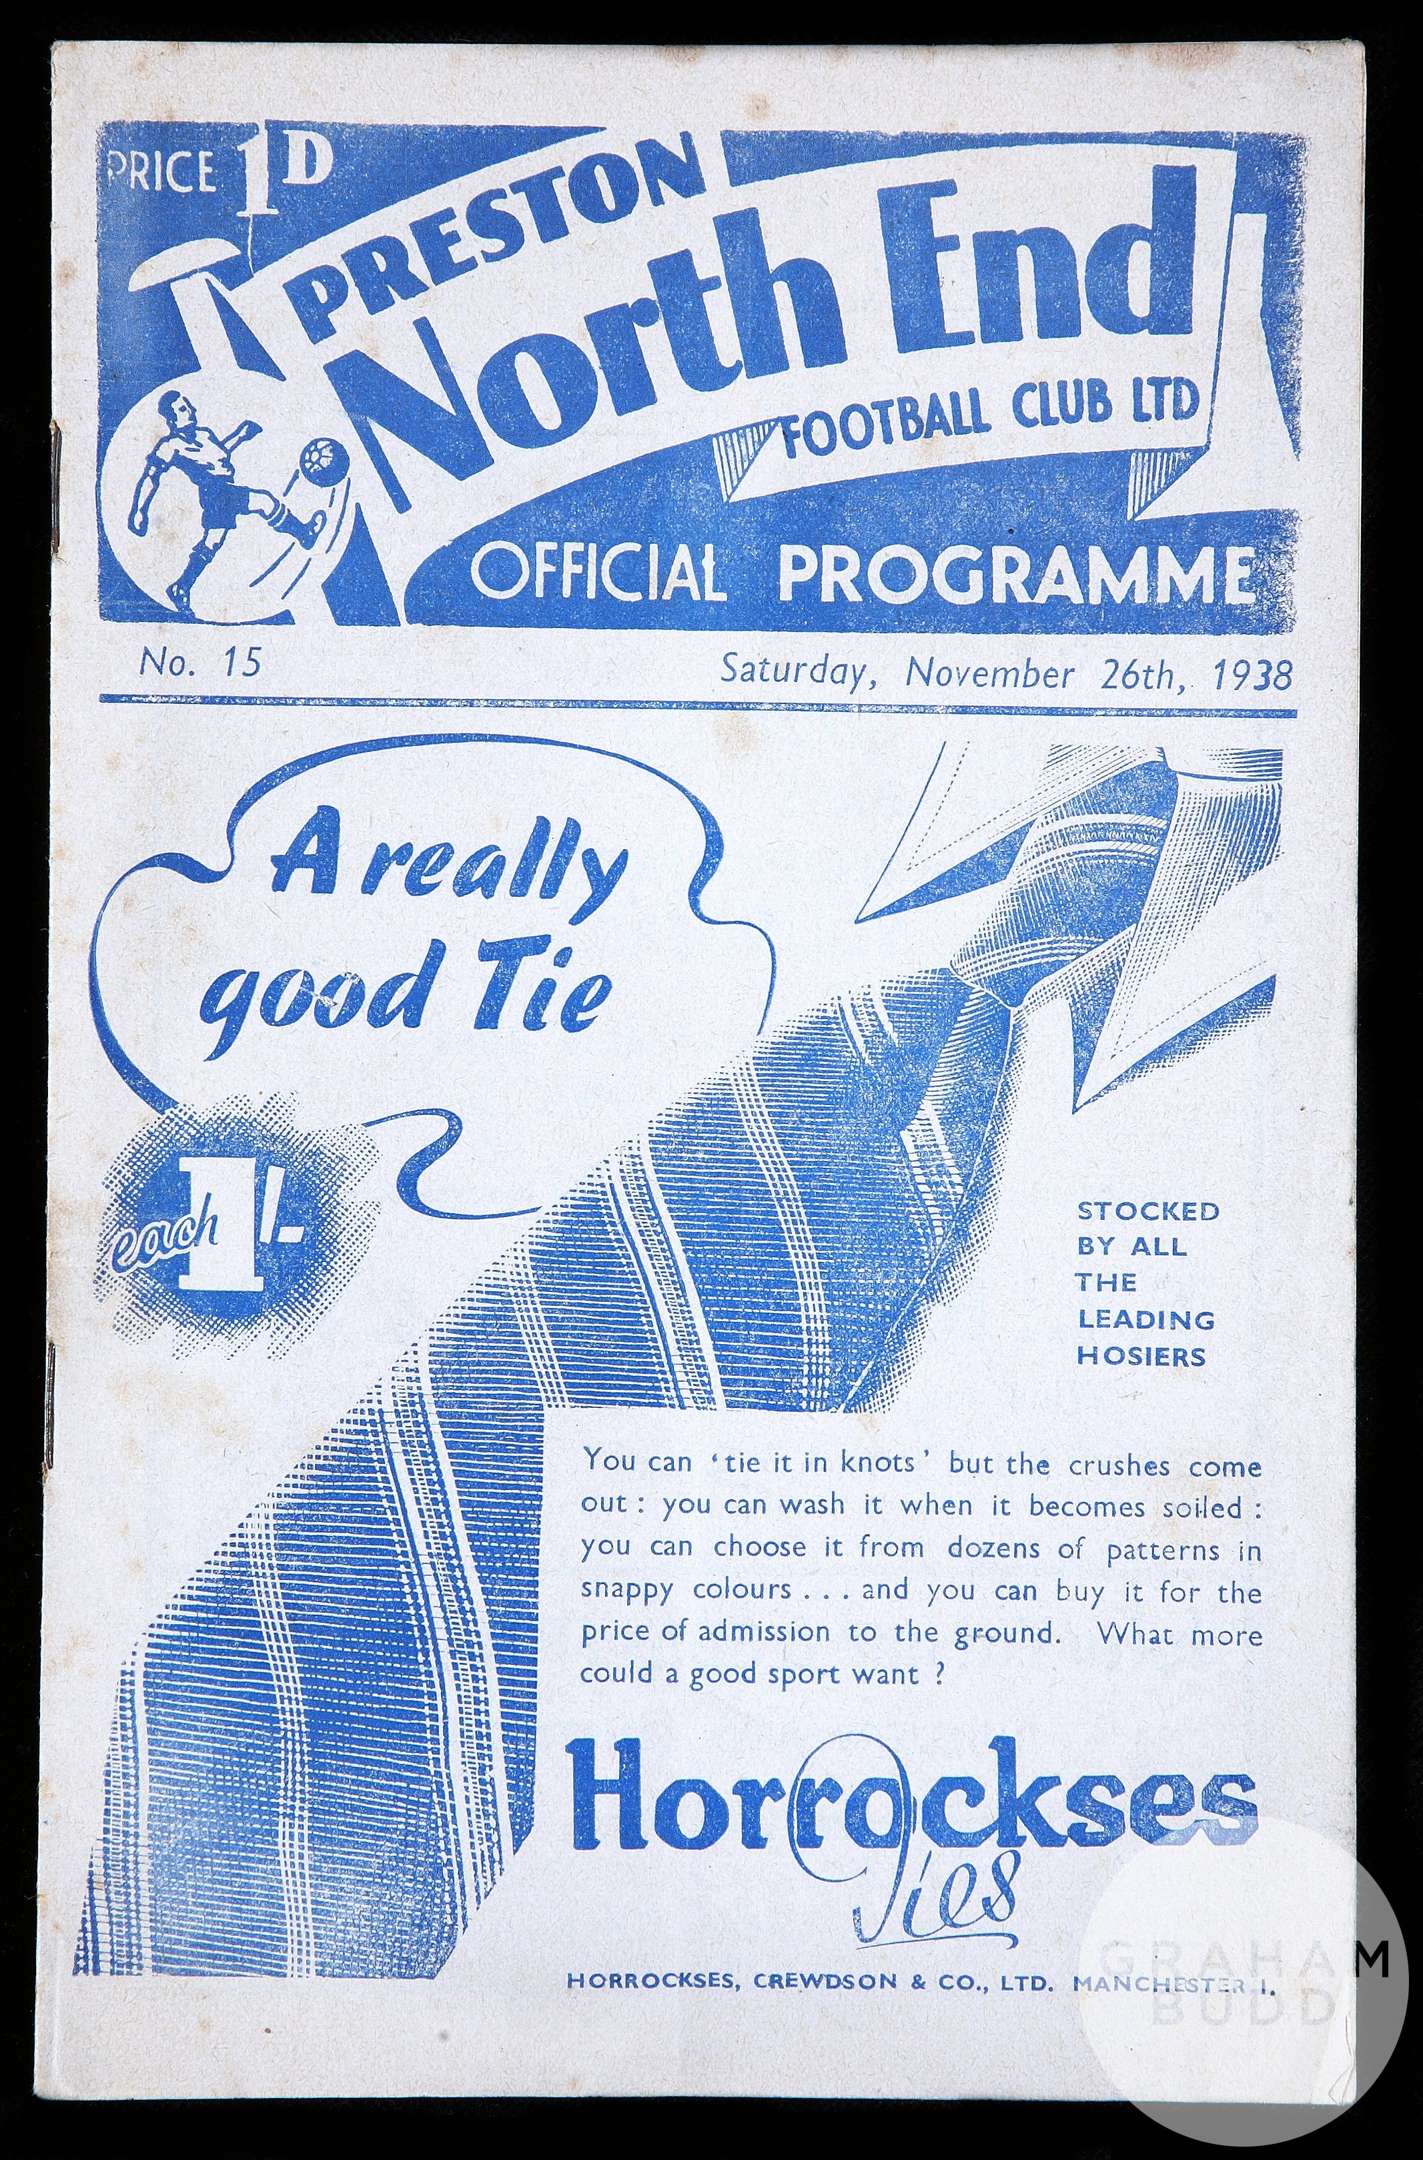 PRICE 1D
PRESTON
North End
FOOTBALL CLUB LTD
OFFICIAL PROGRAMME
No. 15
Saturday, November 26th, 1938
A really
good Tie
each 1/-
STOCKED
BY ALL
THE
LEADING
HOSIERS
You can 'tie it in knots' but the crushes come
out : you can wash it when it becomes soiled :
you can choose it from dozens of patterns in
snappy colours . . . and you can buy it for the
price of admission to the ground. What more
could a good sport want ?
Horrockses
Ties
HORROCKSES, CREWDSON & CO., LTD. MANCHESTER 1.
GRAHAM
BUDD